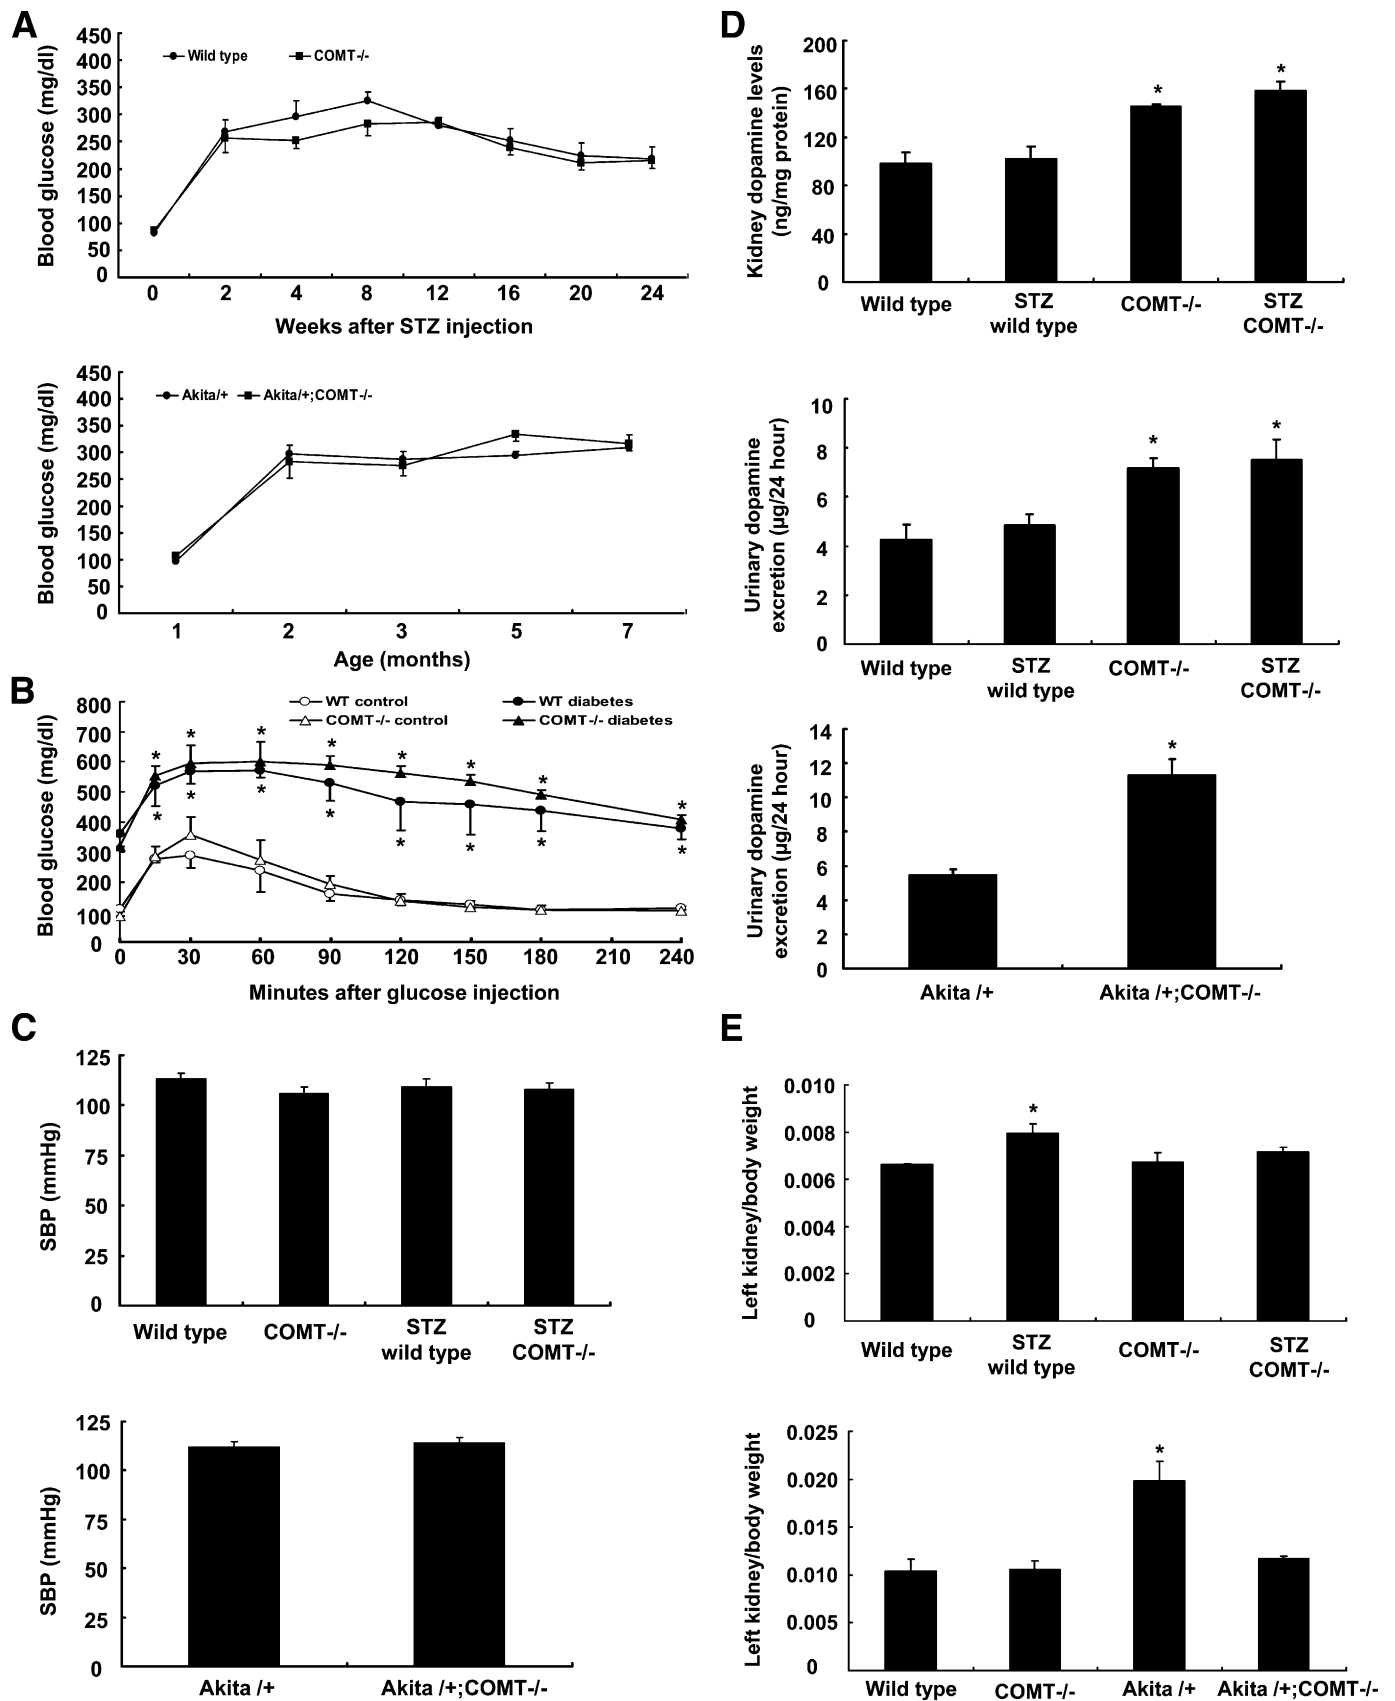 A
Blood glucose (mg/dl)
450
400
350
300
250
200
150
100
50
0
Wild type COMT-/-
0 2 4 8 12 16 20 24
Weeks after STZ injection
Blood glucose (mg/dl)
450
400
350
300
250
200
150
100
50
0
Akita/+ Akita/+;COMT-/-
1 2 3 5 7
Age (months)
B
Blood glucose (mg/dl)
800
700
600
500
400
300
200
100
0
WT control WT diabetes
COMT-/- control COMT-/- diabetes
* * * * * * * *
* * * * * * * *
0 30 60 90 120 150 180 210 240
Minutes after glucose injection
C
SBP (mmHg)
125
100
75
50
25
0
Wild type COMT-/- STZ wild type STZ COMT-/-
SBP (mmHg)
125
100
75
50
25
0
Akita /+ Akita /+;COMT-/-
D
Kidney dopamine levels
(ng/mg protein)
200
160
120
80
40
0
* *
Wild type STZ wild type COMT-/- STZ COMT-/-
Urinary dopamine
excretion (µg/24 hour)
10
8
6
4
2
0
* *
Wild type STZ wild type COMT-/- STZ COMT-/-
Urinary dopamine
excretion (µg/24 hour)
14
12
10
8
6
4
2
0
*
Akita /+ Akita /+;COMT-/-
E
Left kidney/body weight
0.010
0.008
0.006
0.004
0.002
0
*
Wild type STZ wild type COMT-/- STZ COMT-/-
Left kidney/body weight
0.025
0.020
0.015
0.010
0.005
0
*
Wild type COMT-/- Akita /+ Akita /+;COMT-/-